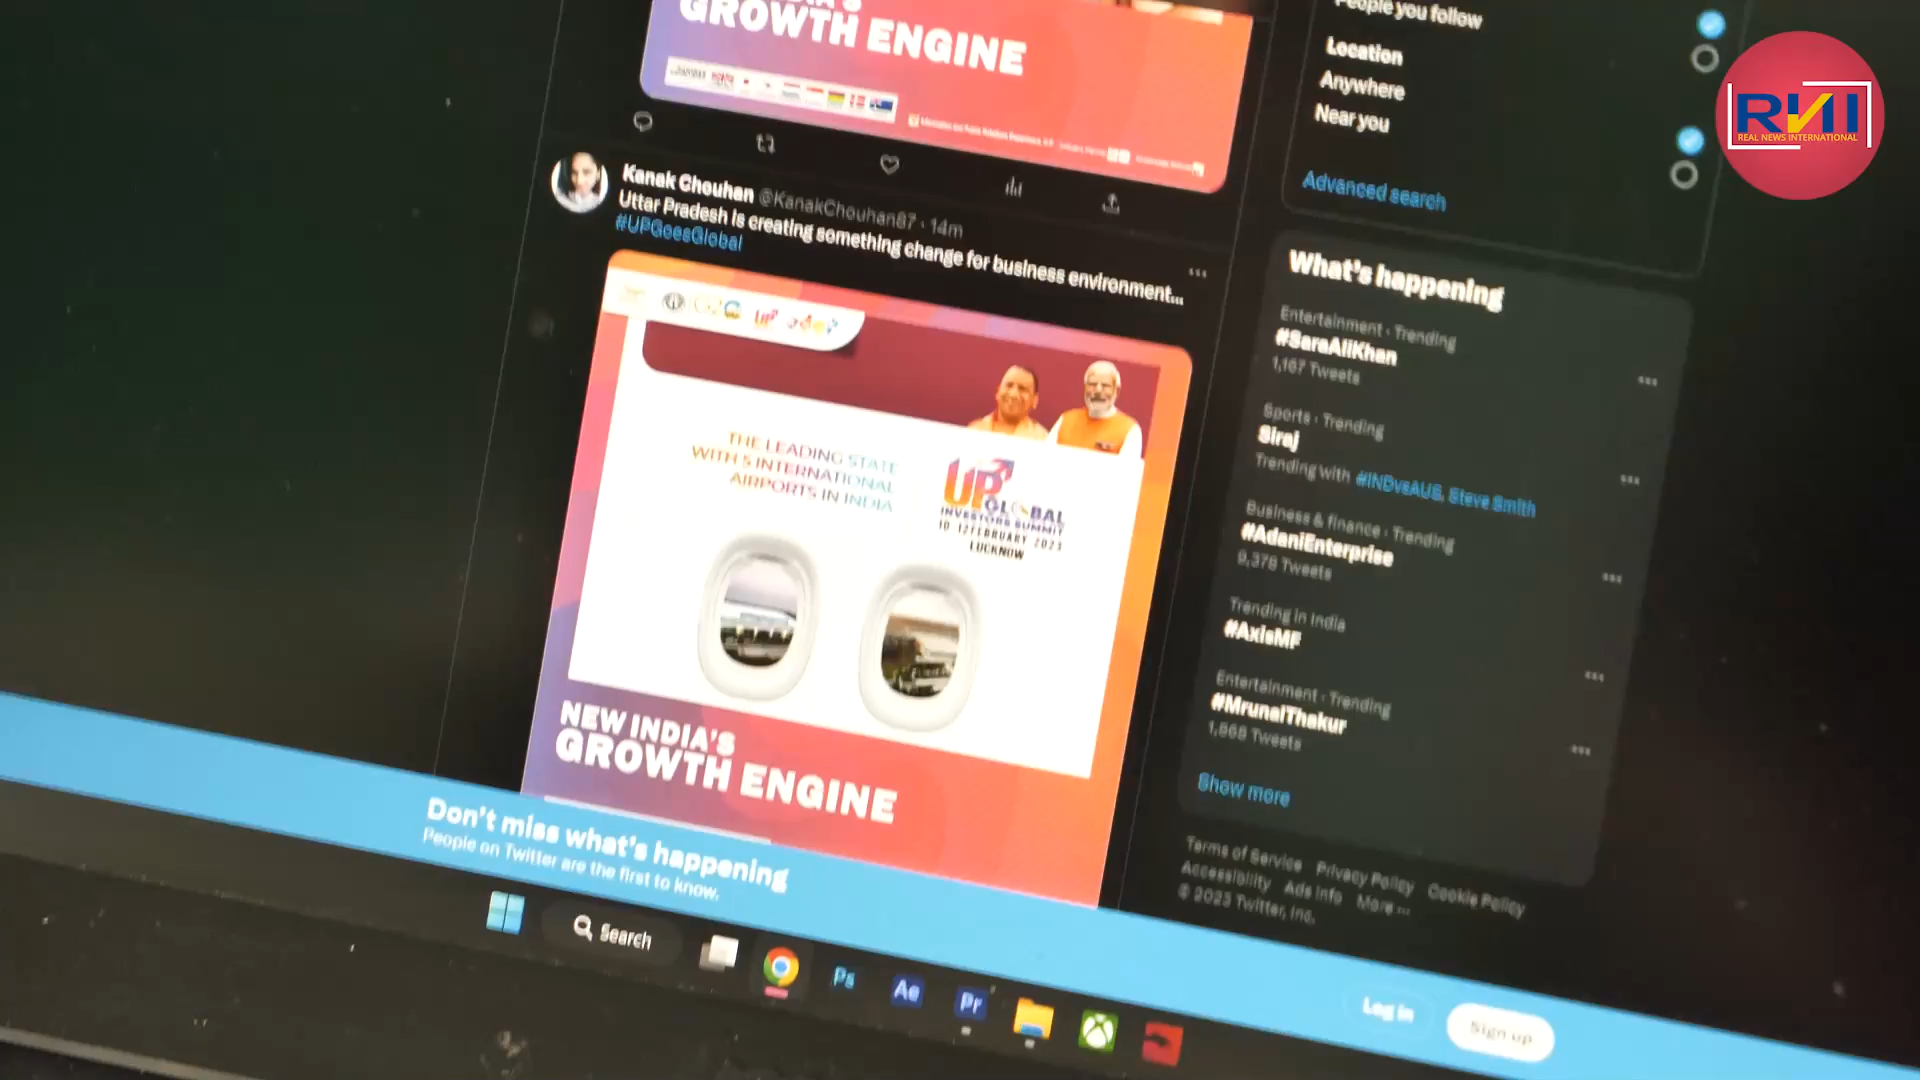 GROWTH ENGINE
People you follow
Location
Anywhere
Near you
Advanced search
RNI
REAL NEWS INTERNATIONAL
Kanak Chouhan @KanakChouhan87 · 14m
Uttar Pradesh is creating something change for business environment...
#UPGoesGlobal
THE LEADING STATE
WITH 5 INTERNATIONAL
AIRPORTS IN INDIA
UP
GLOBAL
INVESTORS SUMMIT
10-12 FEBRUARY 2023
LUCKNOW
NEW INDIA'S
GROWTH ENGINE
What's happening
Entertainment · Trending
#SaraAliKhan
1,167 Tweets
Sports · Trending
Siraj
Trending with #INDvsAUS, Steve Smith
Business & finance · Trending
#AdaniEnterprise
9,378 Tweets
Trending in India
#AxisMF
Entertainment · Trending
#MrunalThakur
1,568 Tweets
Show more
Terms of Service Privacy Policy Cookie Policy
Accessibility Ads info More ...
© 2023 Twitter, Inc.
Don't miss what's happening
People on Twitter are the first to know.
Log in
Sign up
Search
Ps
Ae
Pr